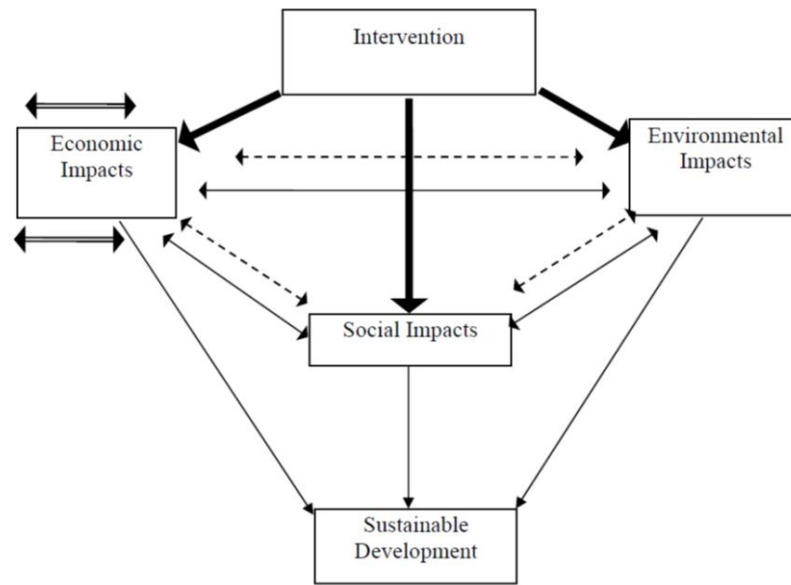 Intervention
Economic
Impacts
Environmental
Impacts
Social Impacts
Sustainable
Development